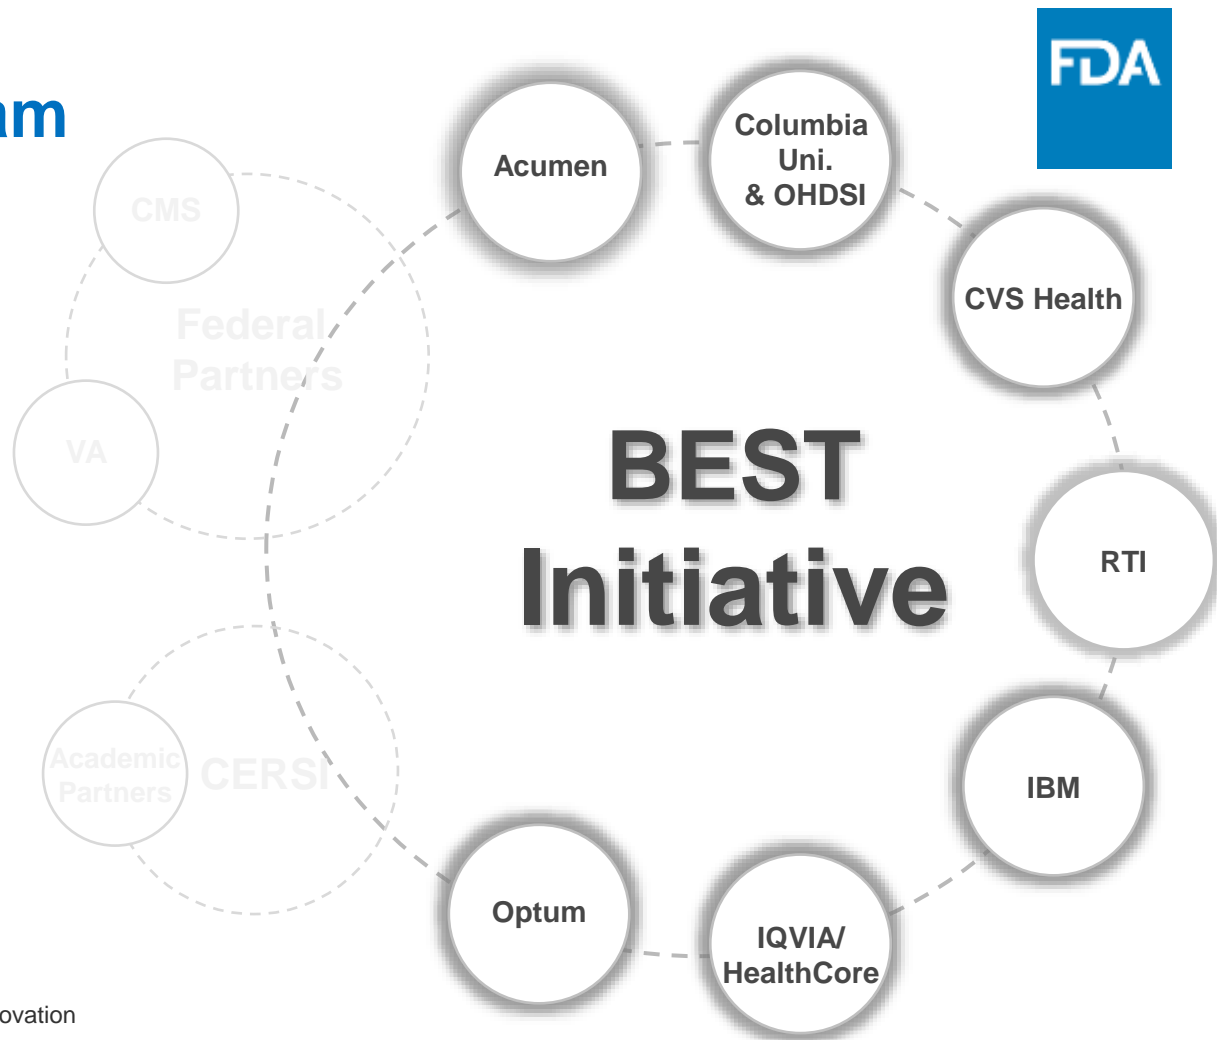 am
FDA
Acumen
Columbia
Uni.
& OHDSI
CMS
CVS Health
Federal
Partners
VA
BEST
Initiative
RTI
Academic
Partners
CERSI
IBM
Optum
IQVIA/
HealthCore
ovation